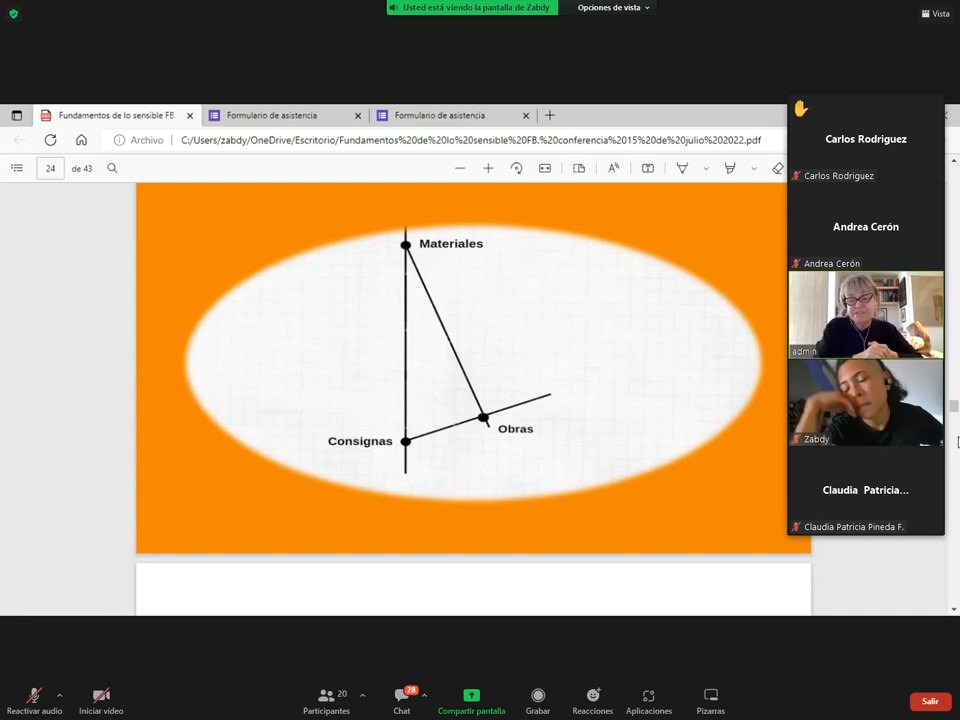 Usted está viendo la pantalla de Zabdy
Opciones de vista
Vista
Fundamentos de lo sensible FB.
Formulario de asistencia
Formulario de asistencia
Archivo
C:/Users/zabdy/OneDrive/Escritorio/Fundamentos%20de%20lo%20sensible%20FB.%20conferencia%2015%20de%20julio%202022.pdf
24
de 43
Materiales
Consignas
Obras
Carlos Rodriguez
Carlos Rodriguez
Andrea Cerón
Andrea Cerón
admin
Zabdy
Claudia Patricia...
Claudia Patricia Pineda F.
Reactivar audio
Iniciar video
20
Participantes
28
Chat
Compartir pantalla
Grabar
Reacciones
Aplicaciones
Pizarras
Salir